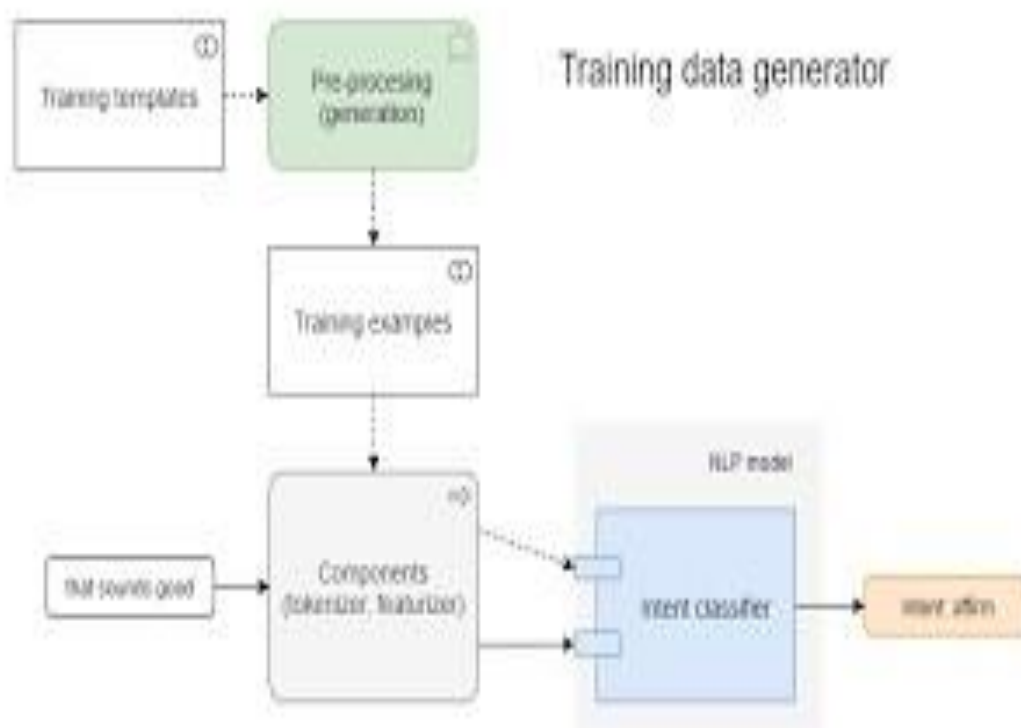 Training data generator
Training templates
Pre-procesing
(generation)
Training examples
NLP model
that sounds good
Components
(tokenizer, featurizer)
Intent classifier
intent: affirm